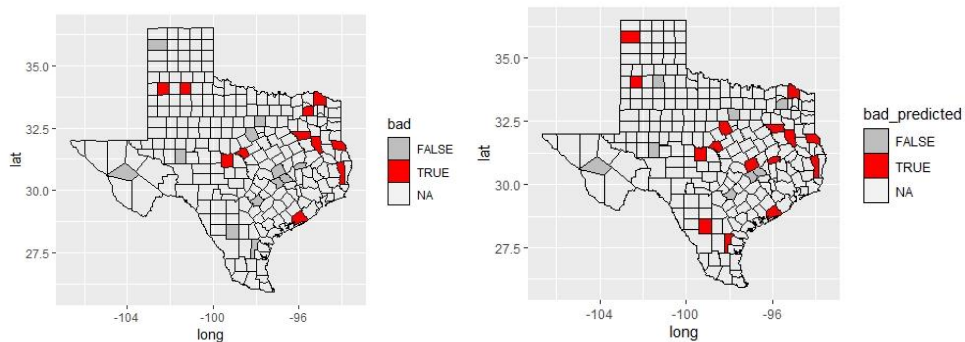 35.0
32.5
30.0
27.5
lat
-104
-100
-96
long
bad
FALSE
TRUE
NA
35.0
32.5
30.0
27.5
lat
-104
-100
-96
long
bad_predicted
FALSE
TRUE
NA